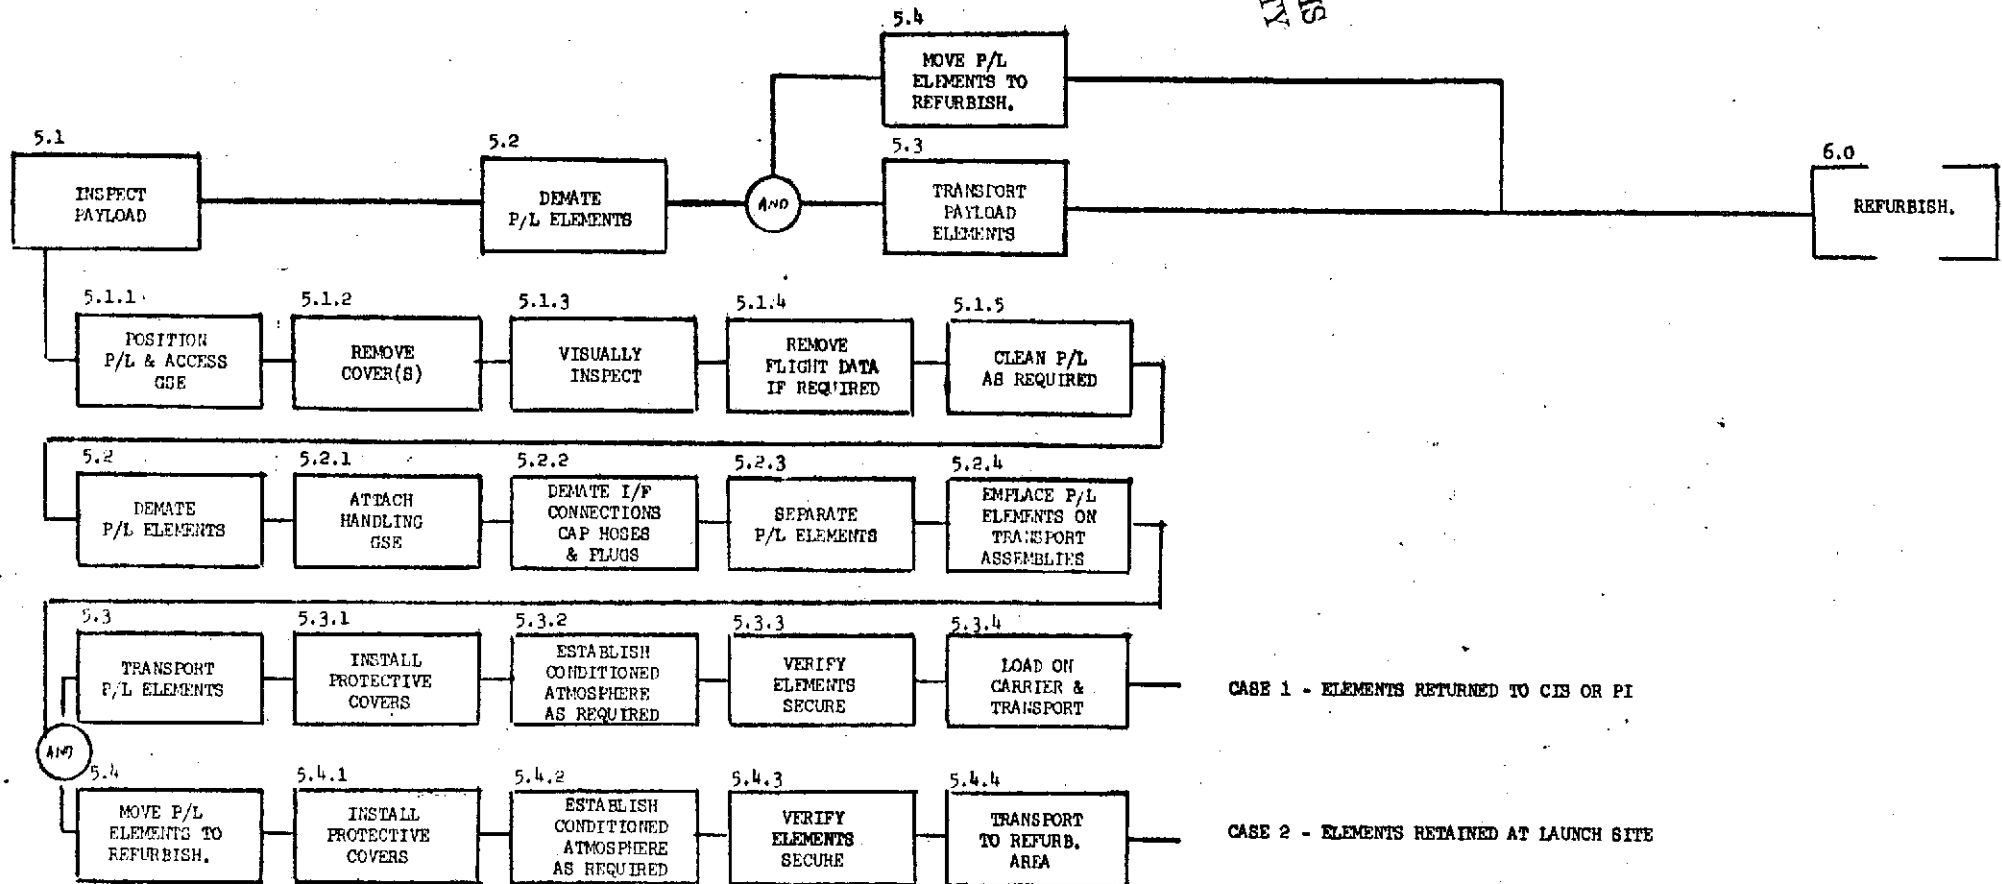 5.4
MOVE P/L
ELEMENTS TO
REFURBISH.
5.1
INSPECT
PAYLOAD
5.2
DEMATE
P/L ELEMENTS
AND
5.3
TRANSPORT
PAYLOAD
ELEMENTS
6.0
REFURBISH.
5.1.1
POSITION
P/L & ACCESS
GSE
5.1.2
REMOVE
COVER(S)
5.1.3
VISUALLY
INSPECT
5.1.4
REMOVE
FLIGHT DATA
IF REQUIRED
5.1.5
CLEAN P/L
AS REQUIRED
5.2
DEMATE
P/L ELEMENTS
5.2.1
ATTACH
HANDLING
GSE
5.2.2
DEMATE I/F
CONNECTIONS
CAP HOSES
& PLUGS
5.2.3
SEPARATE
P/L ELEMENTS
5.2.4
EMPLACE P/L
ELEMENTS ON
TRANSPORT
ASSEMBLIES
5.3
TRANSPORT
P/L ELEMENTS
5.3.1
INSTALL
PROTECTIVE
COVERS
5.3.2
ESTABLISH
CONDITIONED
ATMOSPHERE
AS REQUIRED
5.3.3
VERIFY
ELEMENTS
SECURE
5.3.4
LOAD ON
CARRIER &
TRANSPORT
CASE 1 - ELEMENTS RETURNED TO CIS OR PI
AND
5.4
MOVE P/L
ELEMENTS TO
REFURBISH.
5.4.1
INSTALL
PROTECTIVE
COVERS
5.4.2
ESTABLISH
CONDITIONED
ATMOSPHERE
AS REQUIRED
5.4.3
VERIFY
ELEMENTS
SECURE
5.4.4
TRANSPORT
TO REFURB.
AREA
CASE 2 - ELEMENTS RETAINED AT LAUNCH SITE